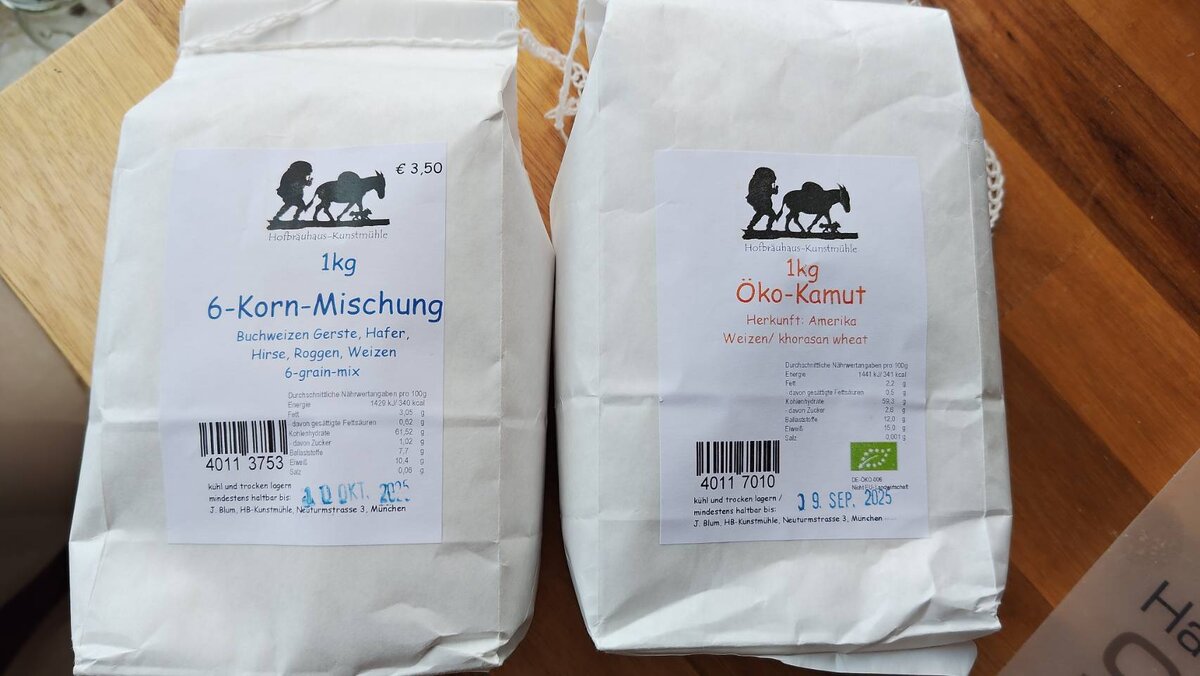 € 3,50
Hofbräuhaus-Kunstmühle
1kg
6-Korn-Mischung
Buchweizen Gerste, Hafer,
Hirse, Roggen, Weizen
6-grain-mix
Durchschnittliche Nährwertangaben pro 100g
Energie 1429 kJ/ 340 kcal
Fett 3,05 g
- davon gesättigte Fettsäuren 0,62 g
Kohlenhydrate 61,52 g
- davon Zucker 1,02 g
Ballaststoffe 7,7 g
Eiweiß 10,4 g
Salz 0,06 g
4011 3753
kühl und trocken lagern
mindestens haltbar bis: 10. OKT. 2025
J. Blum, HB-Kunstmühle, Neuturmstrasse 3, München
Hofbräuhaus-Kunstmühle
1kg
Öko-Kamut
Herkunft: Amerika
Weizen/ khorasan wheat
Durchschnittliche Nährwertangaben pro 100g
Energie 1441 kJ/ 341 kcal
Fett 2,2 g
- davon gesättigte Fettsäuren 0,5 g
Kohlenhydrate 59,3 g
- davon Zucker 2,6 g
Ballaststoffe 12,0 g
Eiweiß 15,0 g
Salz 0,001 g
4011 7010
DE-ÖKO-006
Nicht EU-Landwirtschaft
kühl und trocken lagern /
mindestens haltbar bis: 09. SEP. 2025
J. Blum, HB-Kunstmühle, Neuturmstrasse 3, München